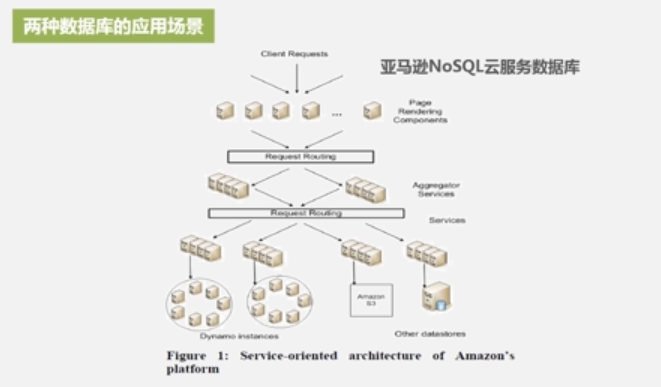 两种数据库的应用场景
Client Requests
亚马逊NoSQL云服务数据库
Page
Rendering
Components
...
Request Routing
Aggregator
Services
Request Routing
Services
Amazon
S3
Dynamo instances
Other datastores
Figure 1: Service-oriented architecture of Amazon's
platform